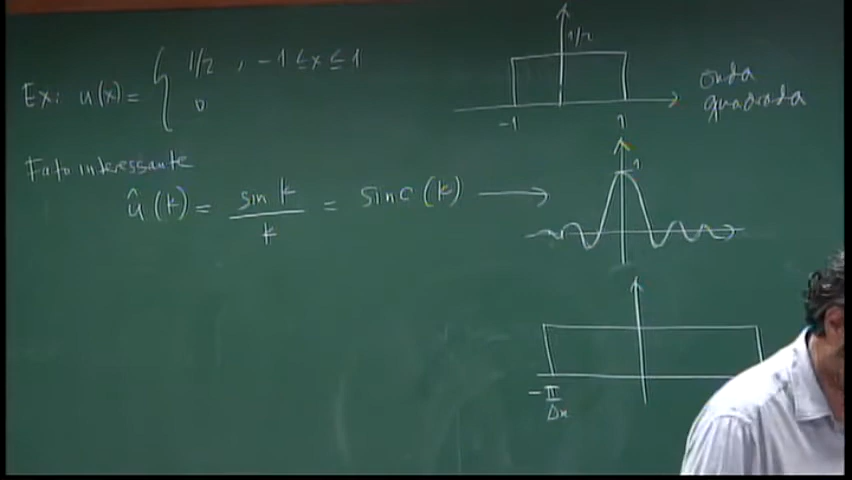 Ex: u(x) = { 1/2 , -1 ≤ x ≤ 1
0
1/2
onda
quadrada
-1 1
Fato interessante
û(k) = sin k / k = sinc(k) →
1
-π/Δx